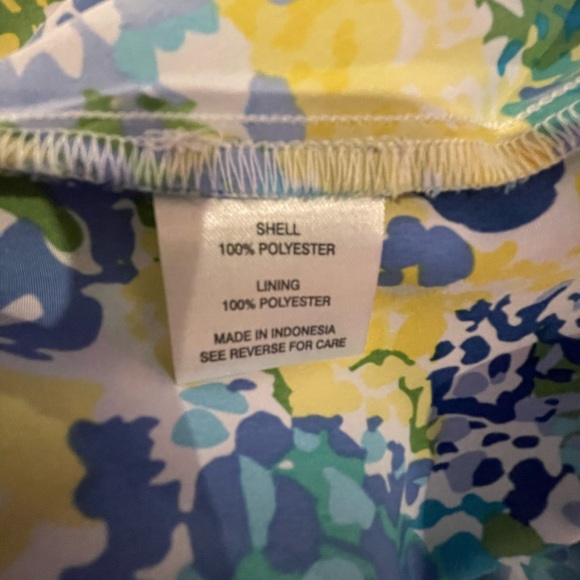 SHELL
100% POLYESTER
LINING
100% POLYESTER
MADE IN INDONESIA
SEE REVERSE FOR CARE